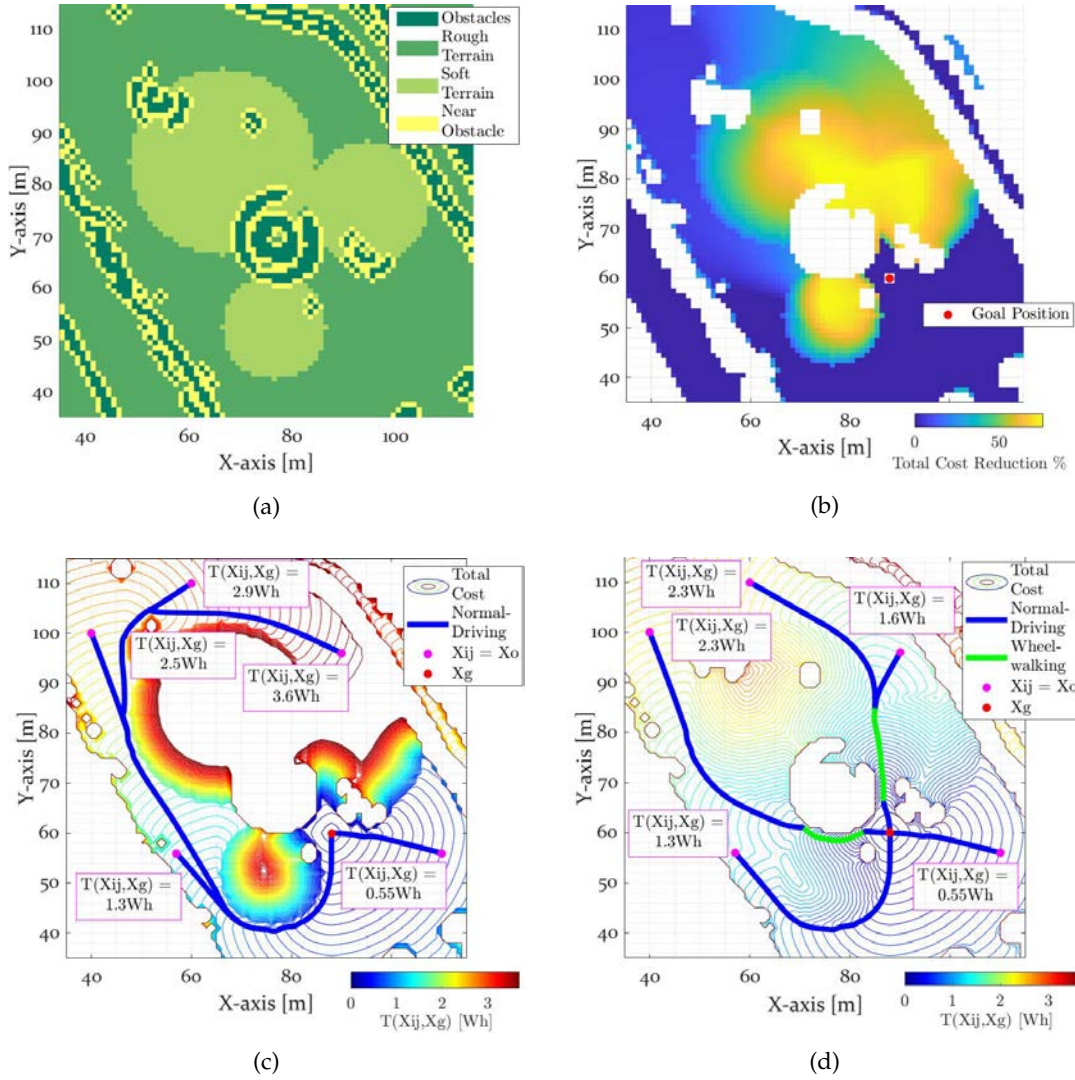 110
100
90
80
70
60
50
40
Y-axis [m]
40
60
80
100
X-axis [m]
Obstacles
Rough
Terrain
Soft
Terrain
Near
Obstacle
(a)
110
100
90
80
70
60
50
40
Y-axis [m]
40
60
80
X-axis [m]
Goal Position
0
50
Total Cost Reduction %
(b)
110
100
90
80
70
60
50
40
Y-axis [m]
T(Xij,Xg) =
2.9Wh
T(Xij,Xg) =
2.5Wh
T(Xij,Xg) =
3.6Wh
T(Xij,Xg) =
1.3Wh
T(Xij,Xg) =
0.55Wh
Total
Cost
Normal-
Driving
Xij = Xo
Xg
40
60
80
X-axis [m]
0
1
2
3
T(Xij,Xg) [Wh]
(c)
110
100
90
80
70
60
50
40
Y-axis [m]
T(Xij,Xg) =
2.3Wh
T(Xij,Xg) =
2.3Wh
T(Xij,Xg) =
1.6Wh
T(Xij,Xg) =
1.3Wh
T(Xij,Xg) =
0.55Wh
Total
Cost
Normal-
Driving
Wheel-
walking
Xij = Xo
Xg
40
60
80
X-axis [m]
0
1
2
3
T(Xij,Xg) [Wh]
(d)